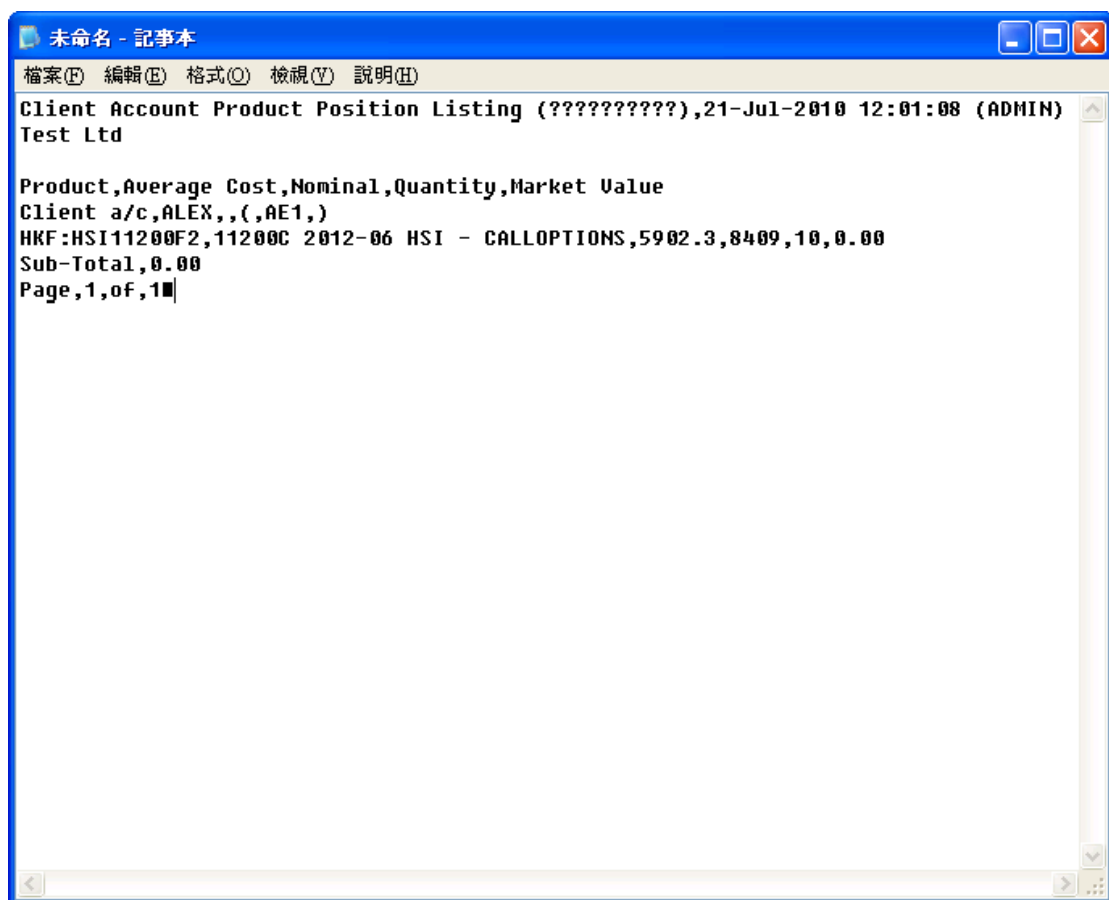 未命名 - 記事本
檔案(F) 編輯(E) 格式(O) 檢視(V) 說明(H)
Client Account Product Position Listing (??????????),21-Jul-2010 12:01:08 (ADMIN)
Test Ltd
Product,Average Cost,Nominal,Quantity,Market Value
Client a/c,ALEX,,(,AE1,)
HKF:HSI11200F2,11200C 2012-06 HSI - CALLOPTIONS,5902.3,8409,10,0.00
Sub-Total,0.00
Page,1,of,1■